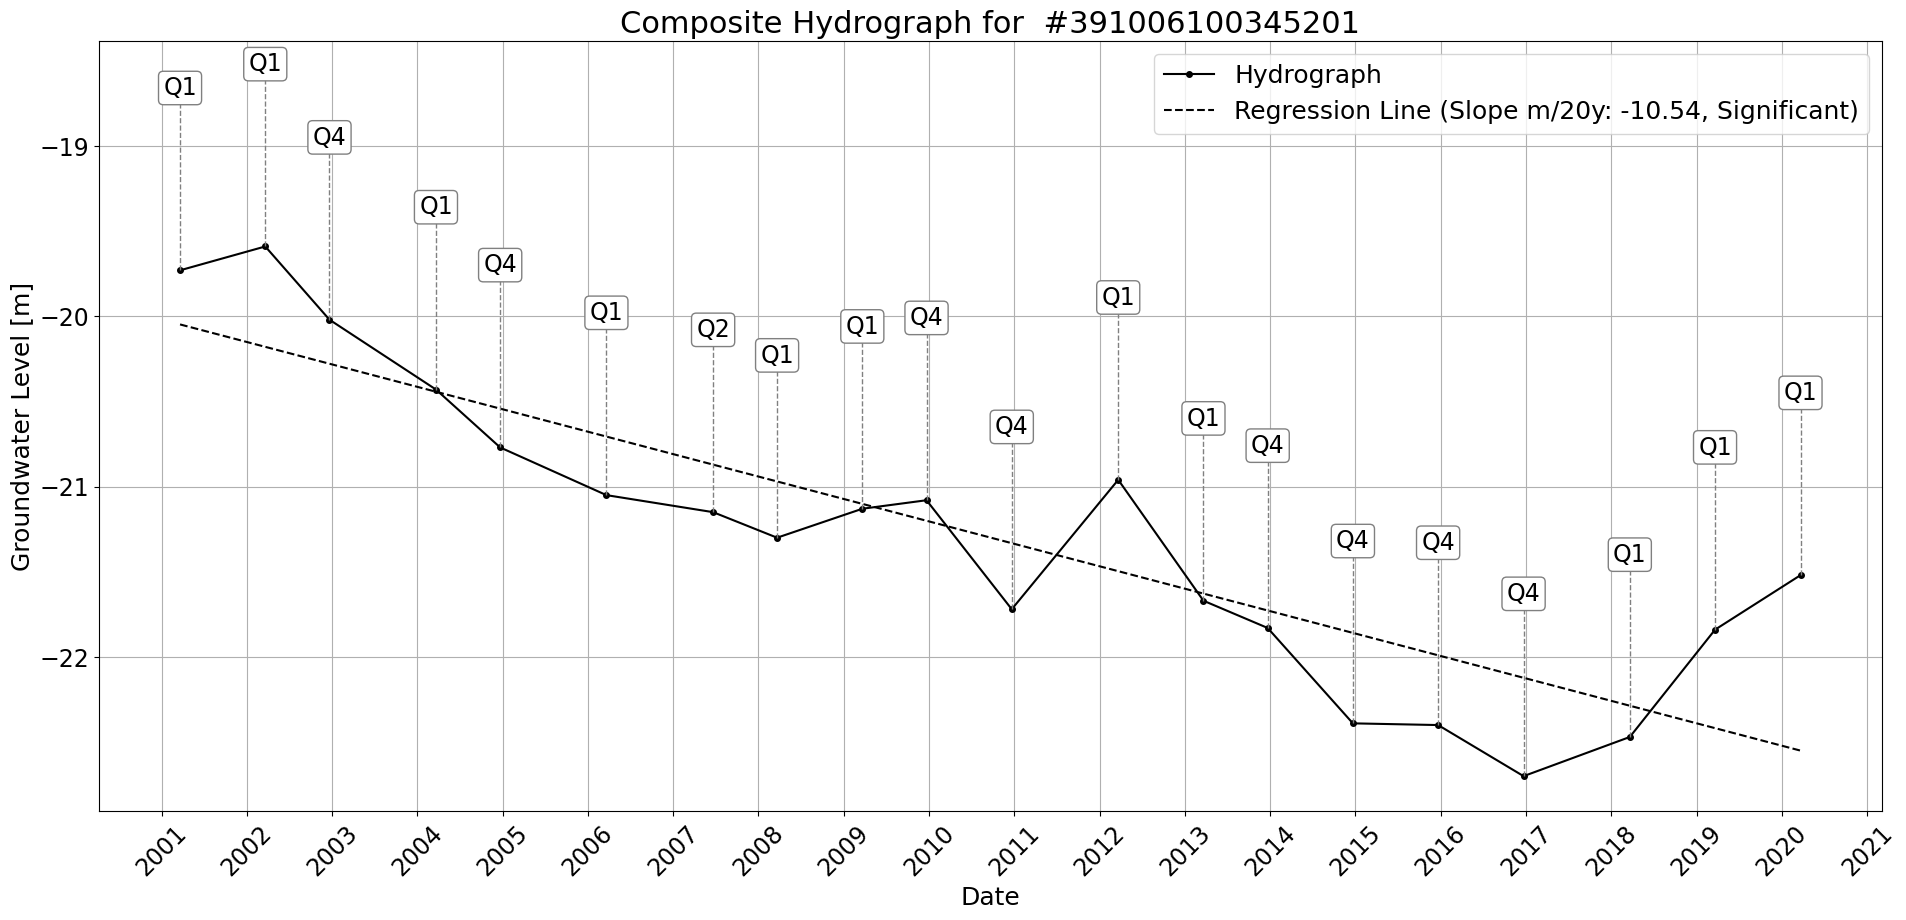 Composite Hydrograph for  #391006100345201
Hydrograph
Regression Line (Slope m/20y: -10.54, Significant)
Q1
Q1
Q4
Q1
Q4
Q1
Q2
Q1
Q1
Q4
Q4
Q1
Q1
Q4
Q4
Q4
Q4
Q1
Q1
Q1
−19
−20
−21
−22
Groundwater Level [m]
2001
2002
2003
2004
2005
2006
2007
2008
2009
2010
2011
2012
2013
2014
2015
2016
2017
2018
2019
2020
2021
Date